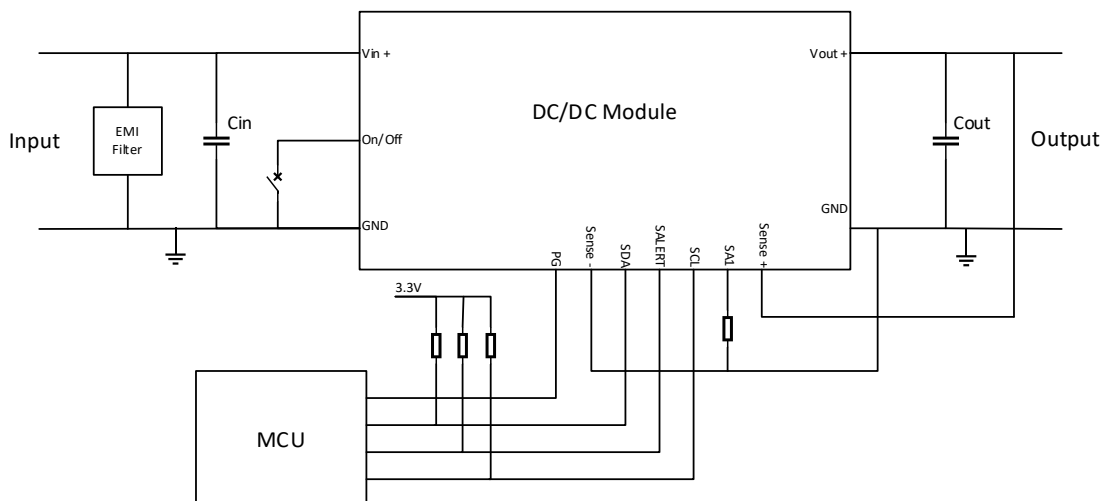 Vin +
Vout +
DC/DC Module
Input
EMI
Filter
Cin
On/Off
Cout
Output
GND
GND
PG
Sense -
SDA
SALERT
SCL
SA1
Sense +
3.3V
MCU